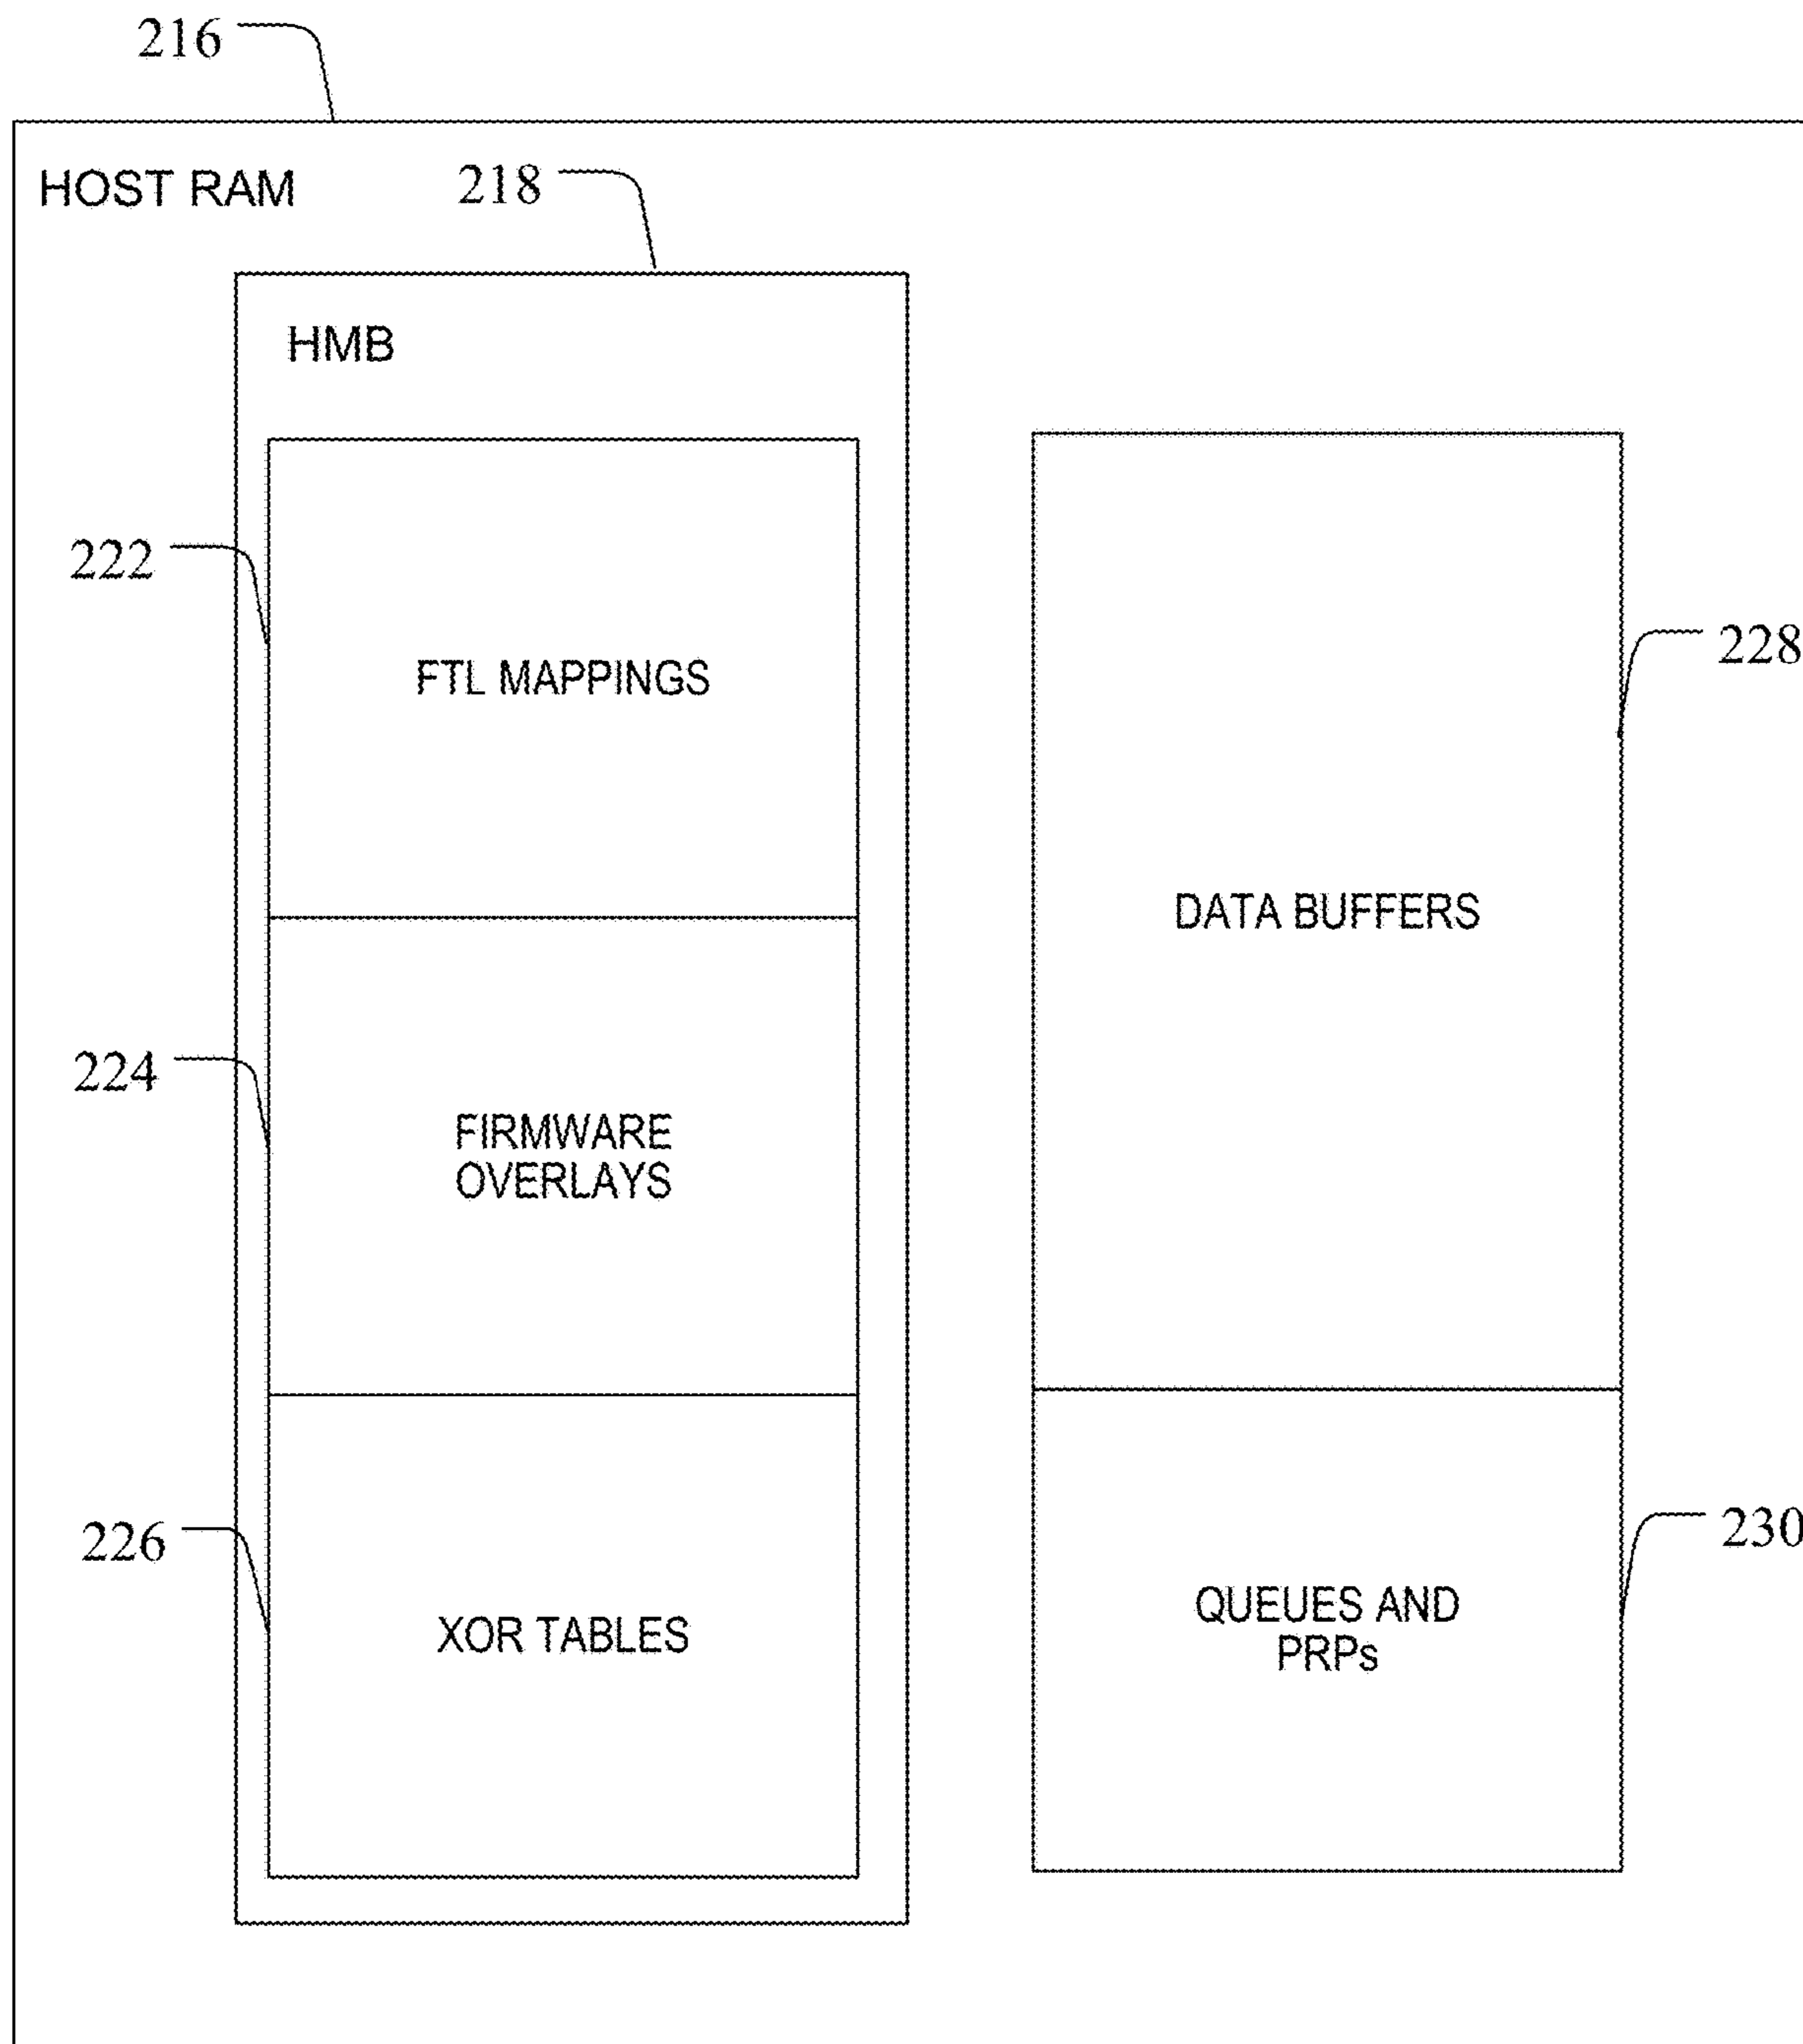 216
HOST RAM
218
HMB
222
FTL MAPPINGS
228
DATA BUFFERS
224
FIRMWARE
OVERLAYS
226
XOR TABLES
230
QUEUES AND
PRPs